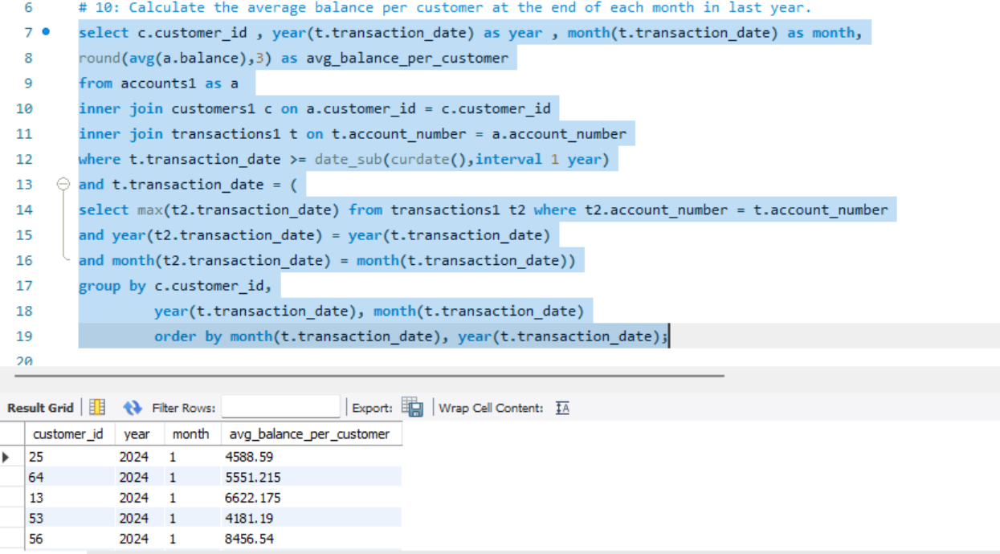 6 # 10: Calculate the average balance per customer at the end of each month in last year.
7 select c.customer_id , year(t.transaction_date) as year , month(t.transaction_date) as month,
8 round(avg(a.balance),3) as avg_balance_per_customer
9 from accounts1 as a
10 inner join customers1 c on a.customer_id = c.customer_id
11 inner join transactions1 t on t.account_number = a.account_number
12 where t.transaction_date >= date_sub(curdate(),interval 1 year)
13 and t.transaction_date = (
14 select max(t2.transaction_date) from transactions1 t2 where t2.account_number = t.account_number
15 and year(t2.transaction_date) = year(t.transaction_date)
16 and month(t2.transaction_date) = month(t.transaction_date))
17 group by c.customer_id,
18 year(t.transaction_date), month(t.transaction_date)
19 order by month(t.transaction_date), year(t.transaction_date);
20
Result Grid Filter Rows: Export: Wrap Cell Content: IA
customer_id year month avg_balance_per_customer
25 2024 1 4588.59
64 2024 1 5551.215
13 2024 1 6622.175
53 2024 1 4181.19
56 2024 1 8456.54